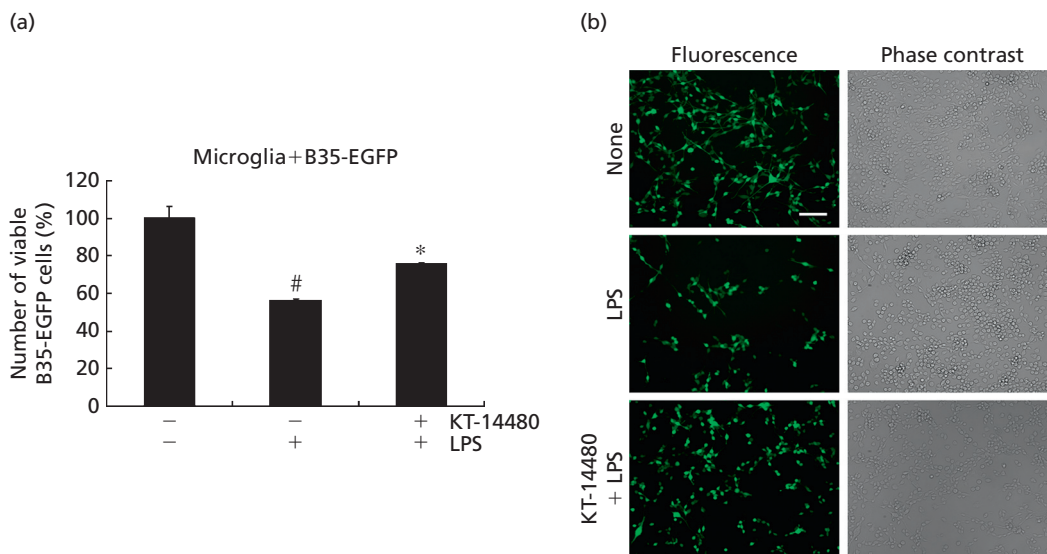 (a)
Microglia+B35-EGFP
Number of viable
B35-EGFP cells (%)
120
100
80
60
40
20
0
#
*
− − + KT-14480
− + + LPS
(b)
Fluorescence Phase contrast
None
LPS
KT-14480
+ LPS